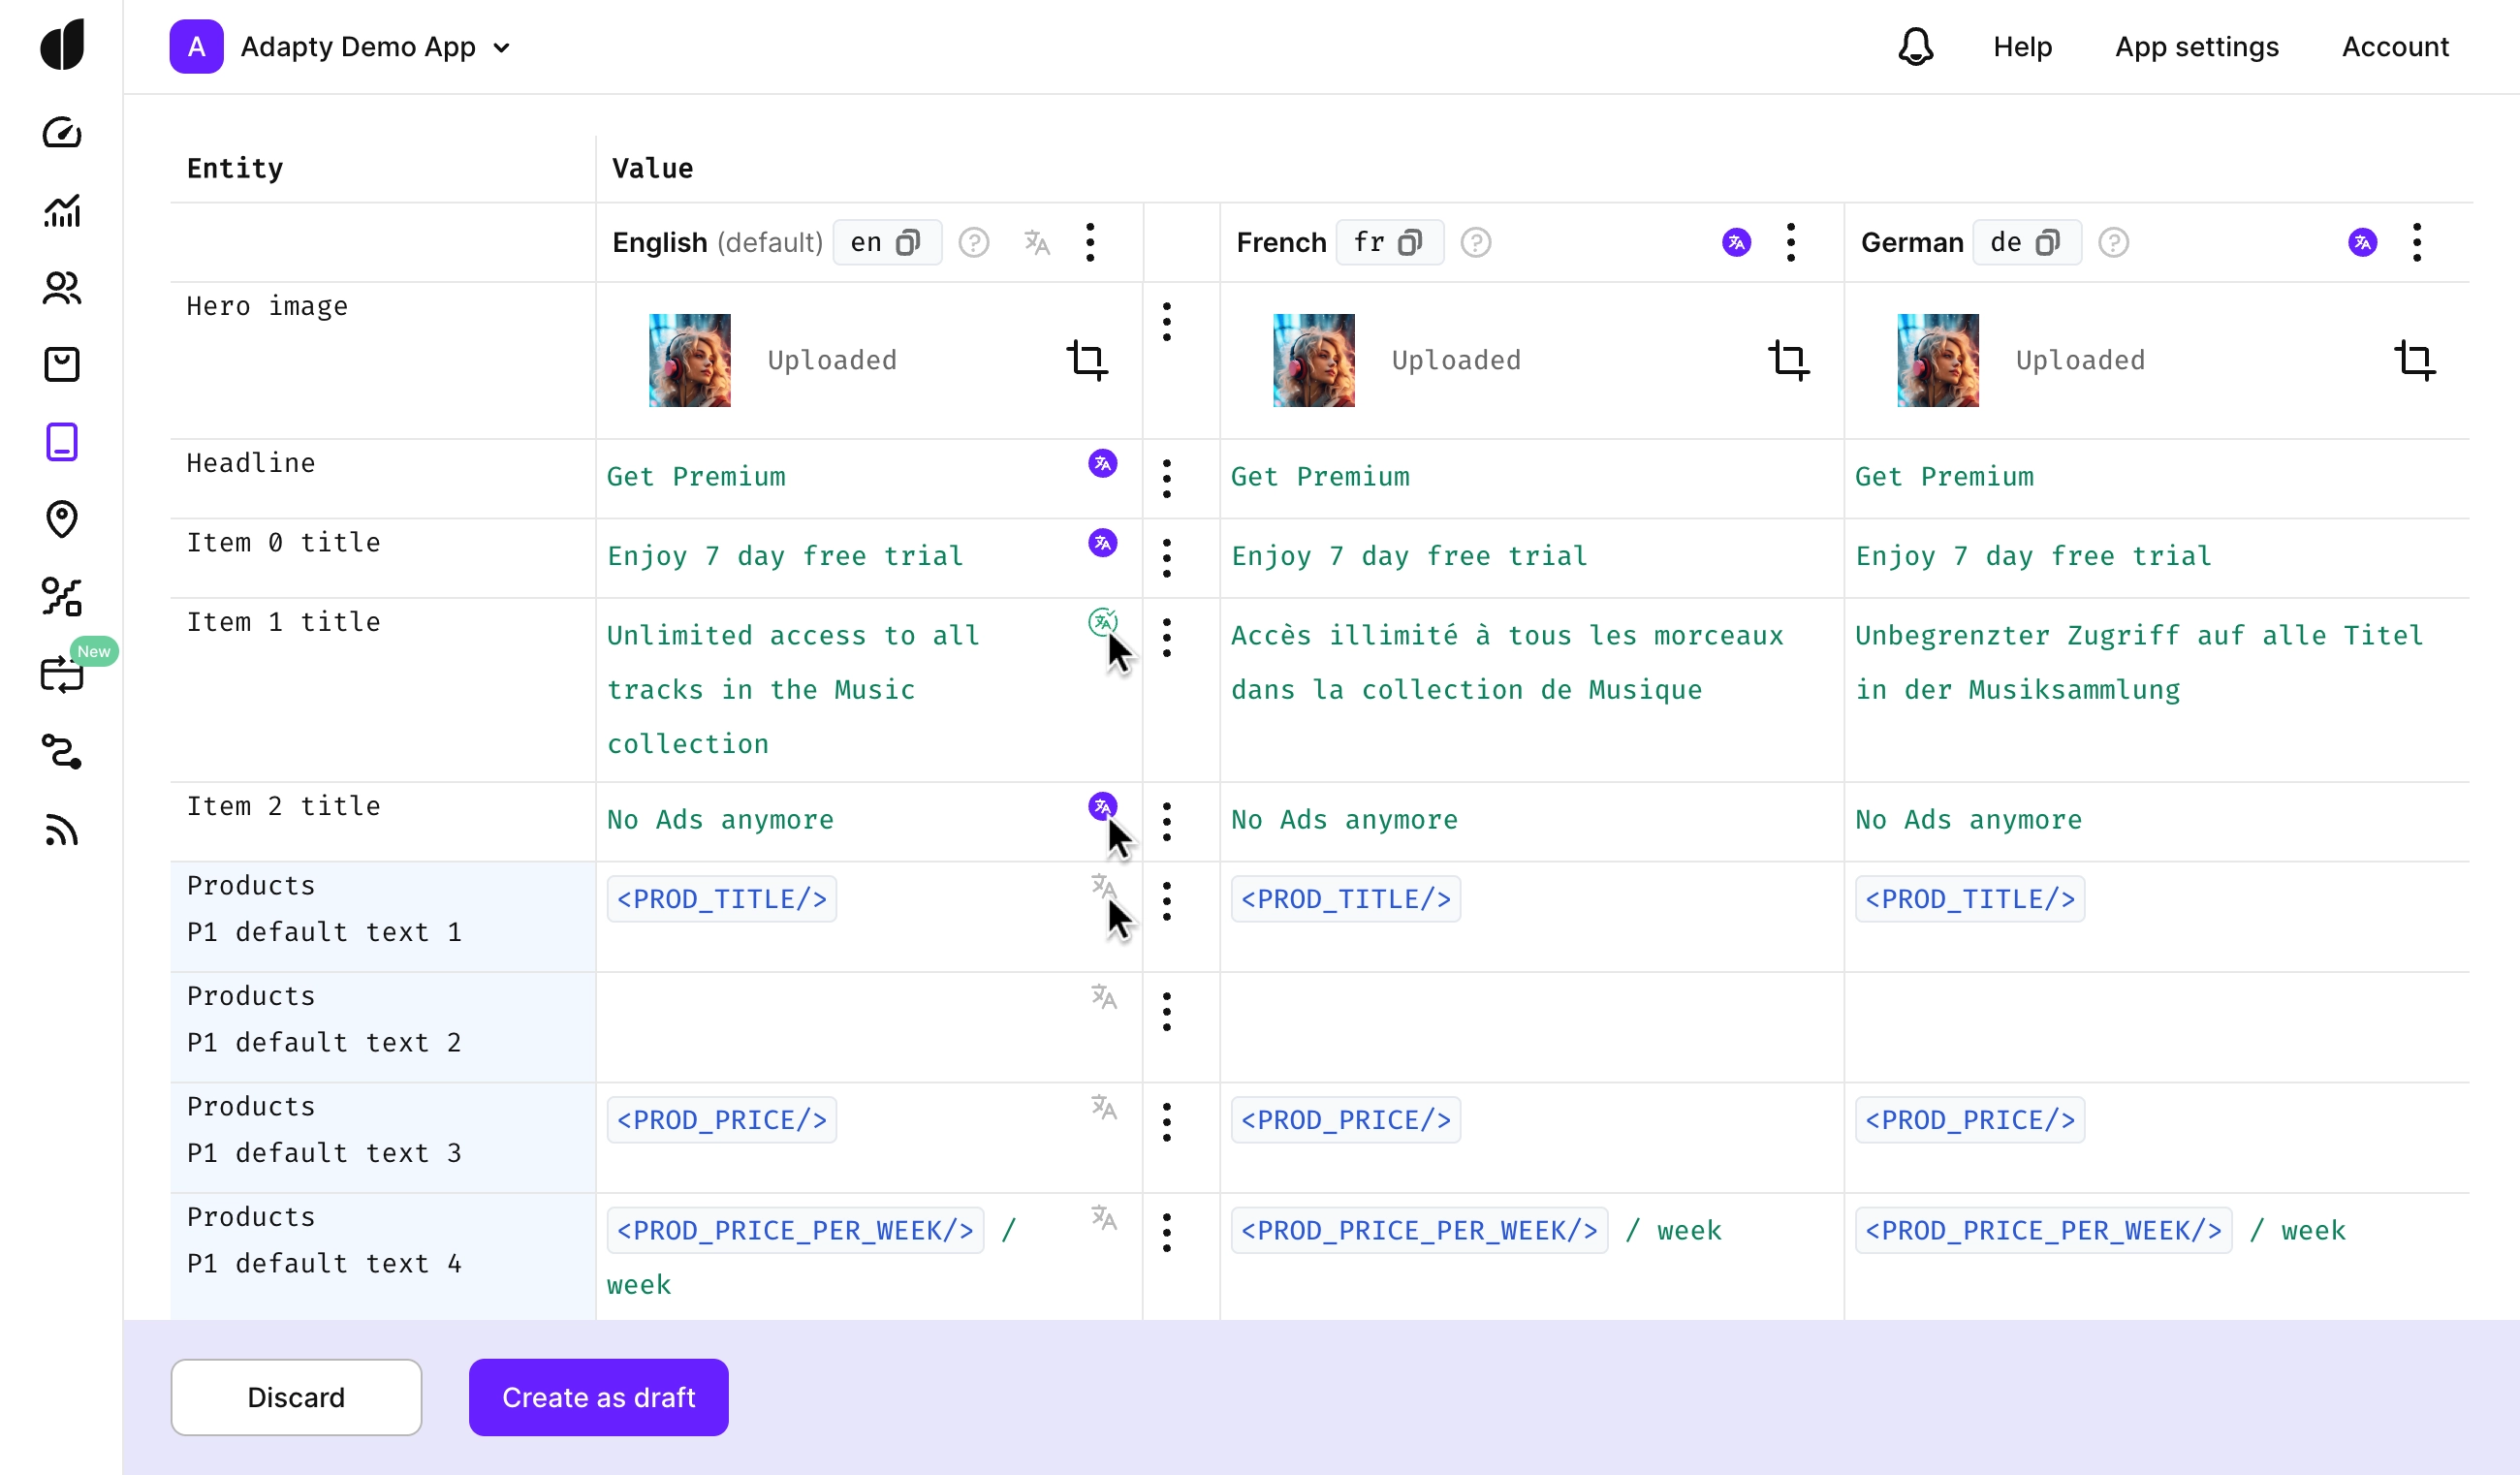 A Adapty Demo App
Help App settings Account
Entity Value
English (default) en ? French fr ? German de ?
Hero image Uploaded Uploaded Uploaded
Headline Get Premium Get Premium Get Premium
Item 0 title Enjoy 7 day free trial Enjoy 7 day free trial Enjoy 7 day free trial
Item 1 title Unlimited access to all Accès illimité à tous les morceaux Unbegrenzter Zugriff auf alle Titel
New
tracks in the Music dans la collection de Musique in der Musiksammlung
collection
Item 2 title No Ads anymore No Ads anymore No Ads anymore
Products <PROD_TITLE/> <PROD_TITLE/> <PROD_TITLE/>
P1 default text 1
Products
P1 default text 2
Products <PROD_PRICE/> <PROD_PRICE/> <PROD_PRICE/>
P1 default text 3
Products <PROD_PRICE_PER_WEEK/> / <PROD_PRICE_PER_WEEK/> / week <PROD_PRICE_PER_WEEK/> / week
P1 default text 4 week
Discard Create as draft